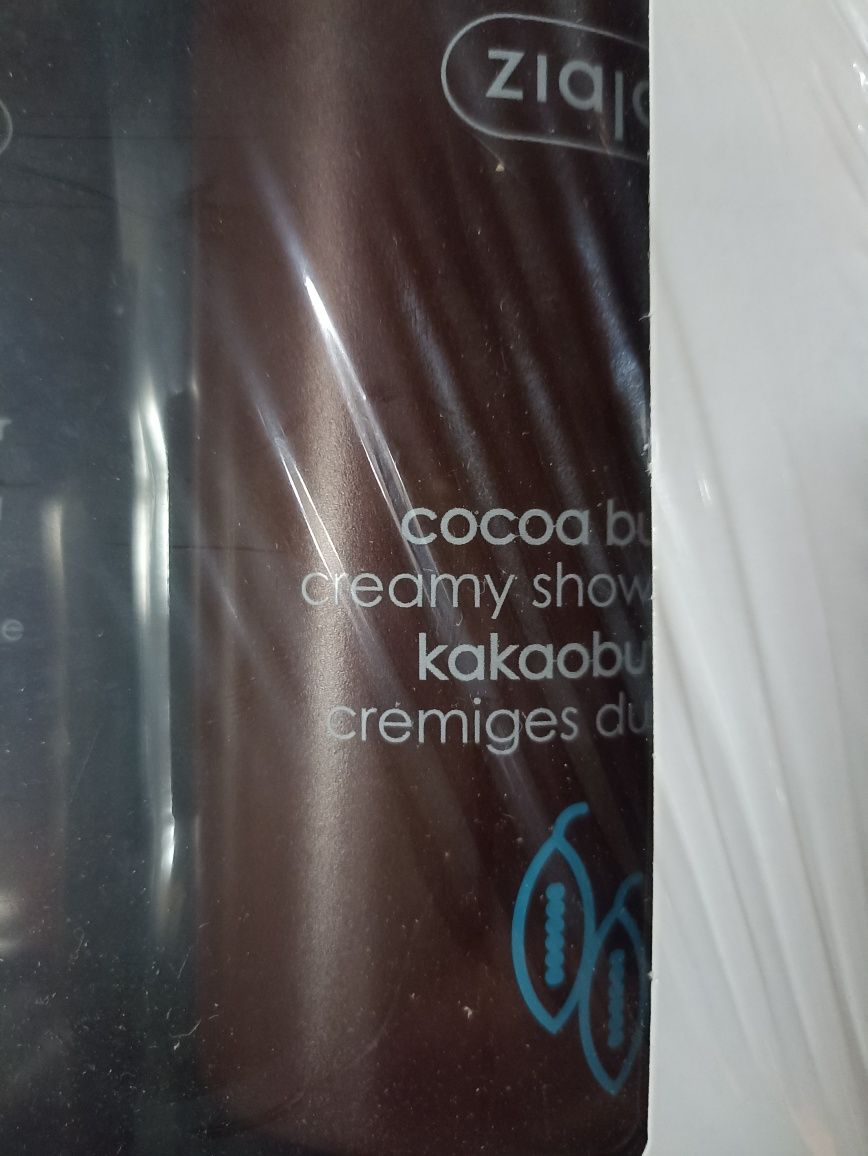 ziaja
cocoa bu
creamy show
kakaobu
cremiges du
r
e